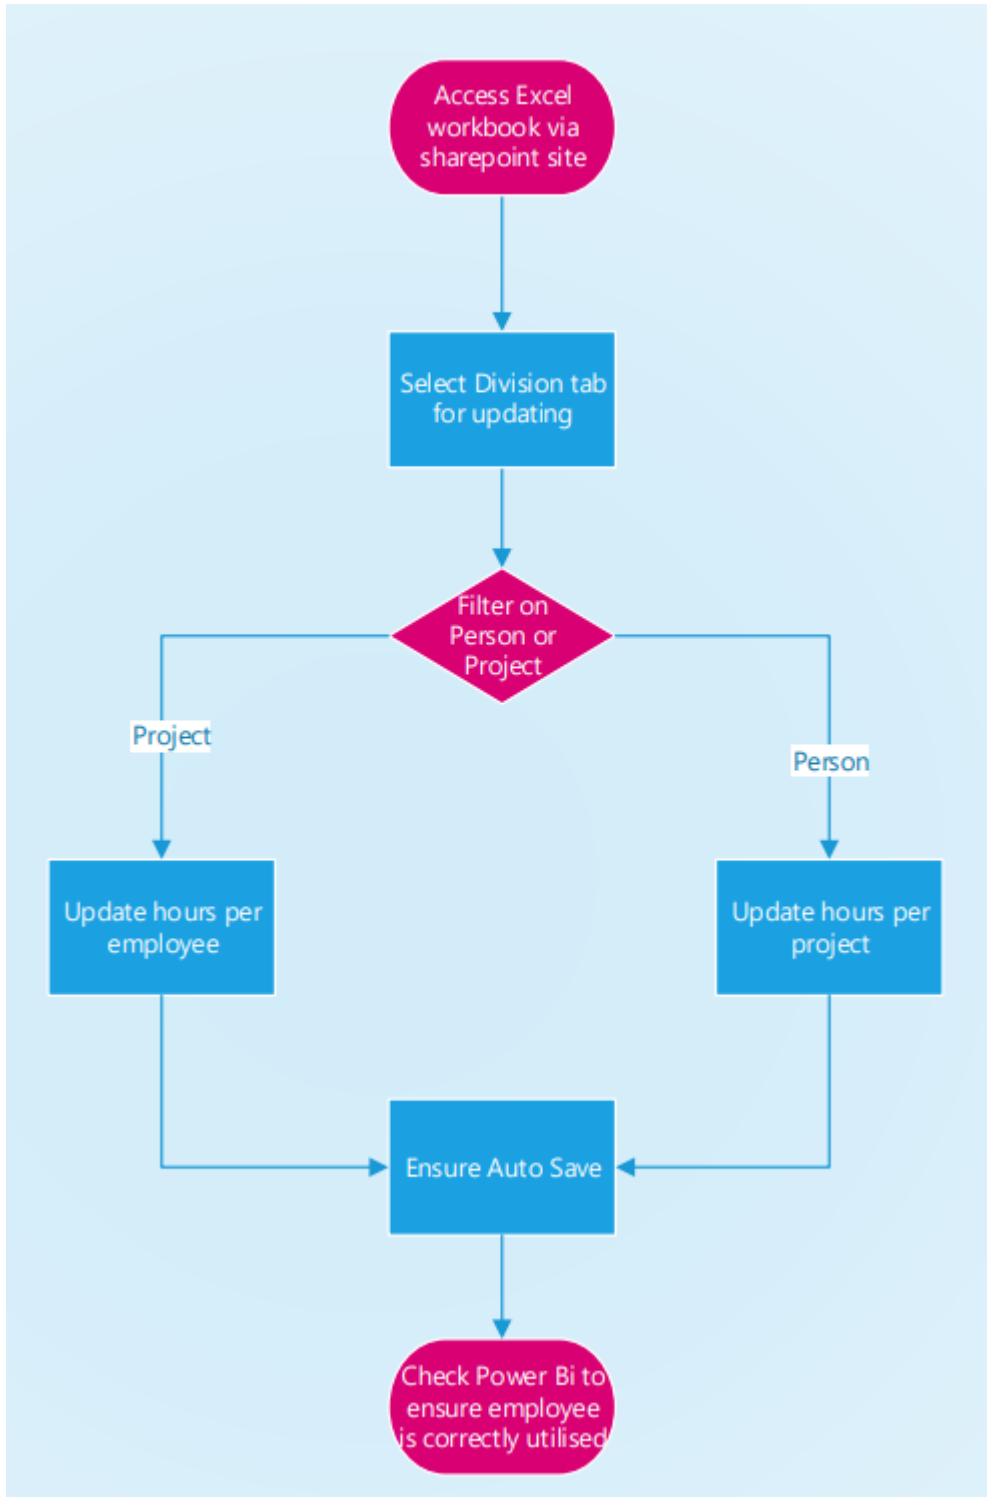 Access Excel
workbook via
sharepoint site
Select Division tab
for updating
Filter on
Person or
Project
Project
Person
Update hours per
employee
Update hours per
project
Ensure Auto Save
Check Power Bi to
ensure employee
is correctly utilised